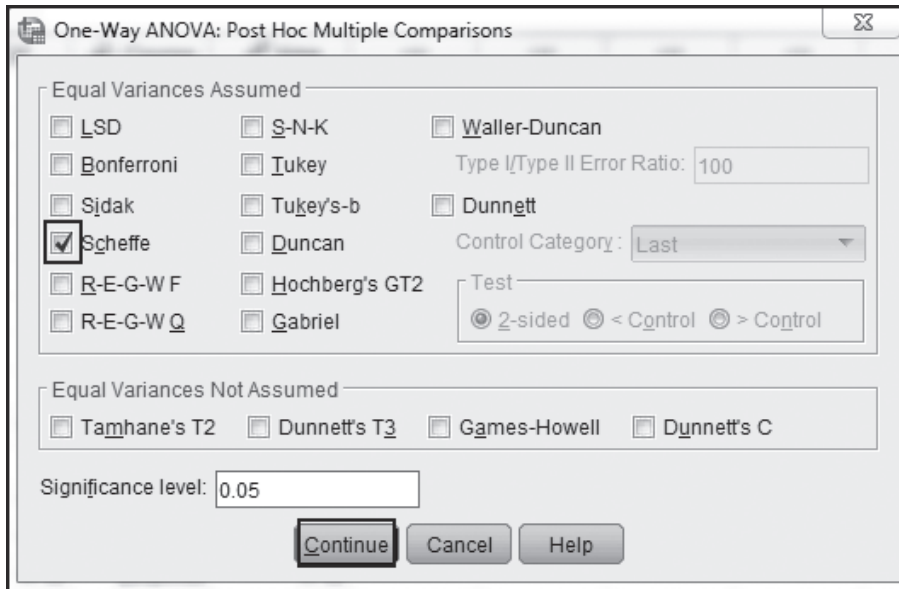 One-Way ANOVA: Post Hoc Multiple Comparisons
Equal Variances Assumed
LSD S-N-K Waller-Duncan
Bonferroni Tukey Type I/Type II Error Ratio: 100
Sidak Tukey's-b Dunnett
Scheffe Duncan Control Category : Last
R-E-G-W F Hochberg's GT2 Test
R-E-G-W Q Gabriel 2-sided < Control > Control
Equal Variances Not Assumed
Tamhane's T2 Dunnett's T3 Games-Howell Dunnett's C
Significance level: 0.05
Continue Cancel Help